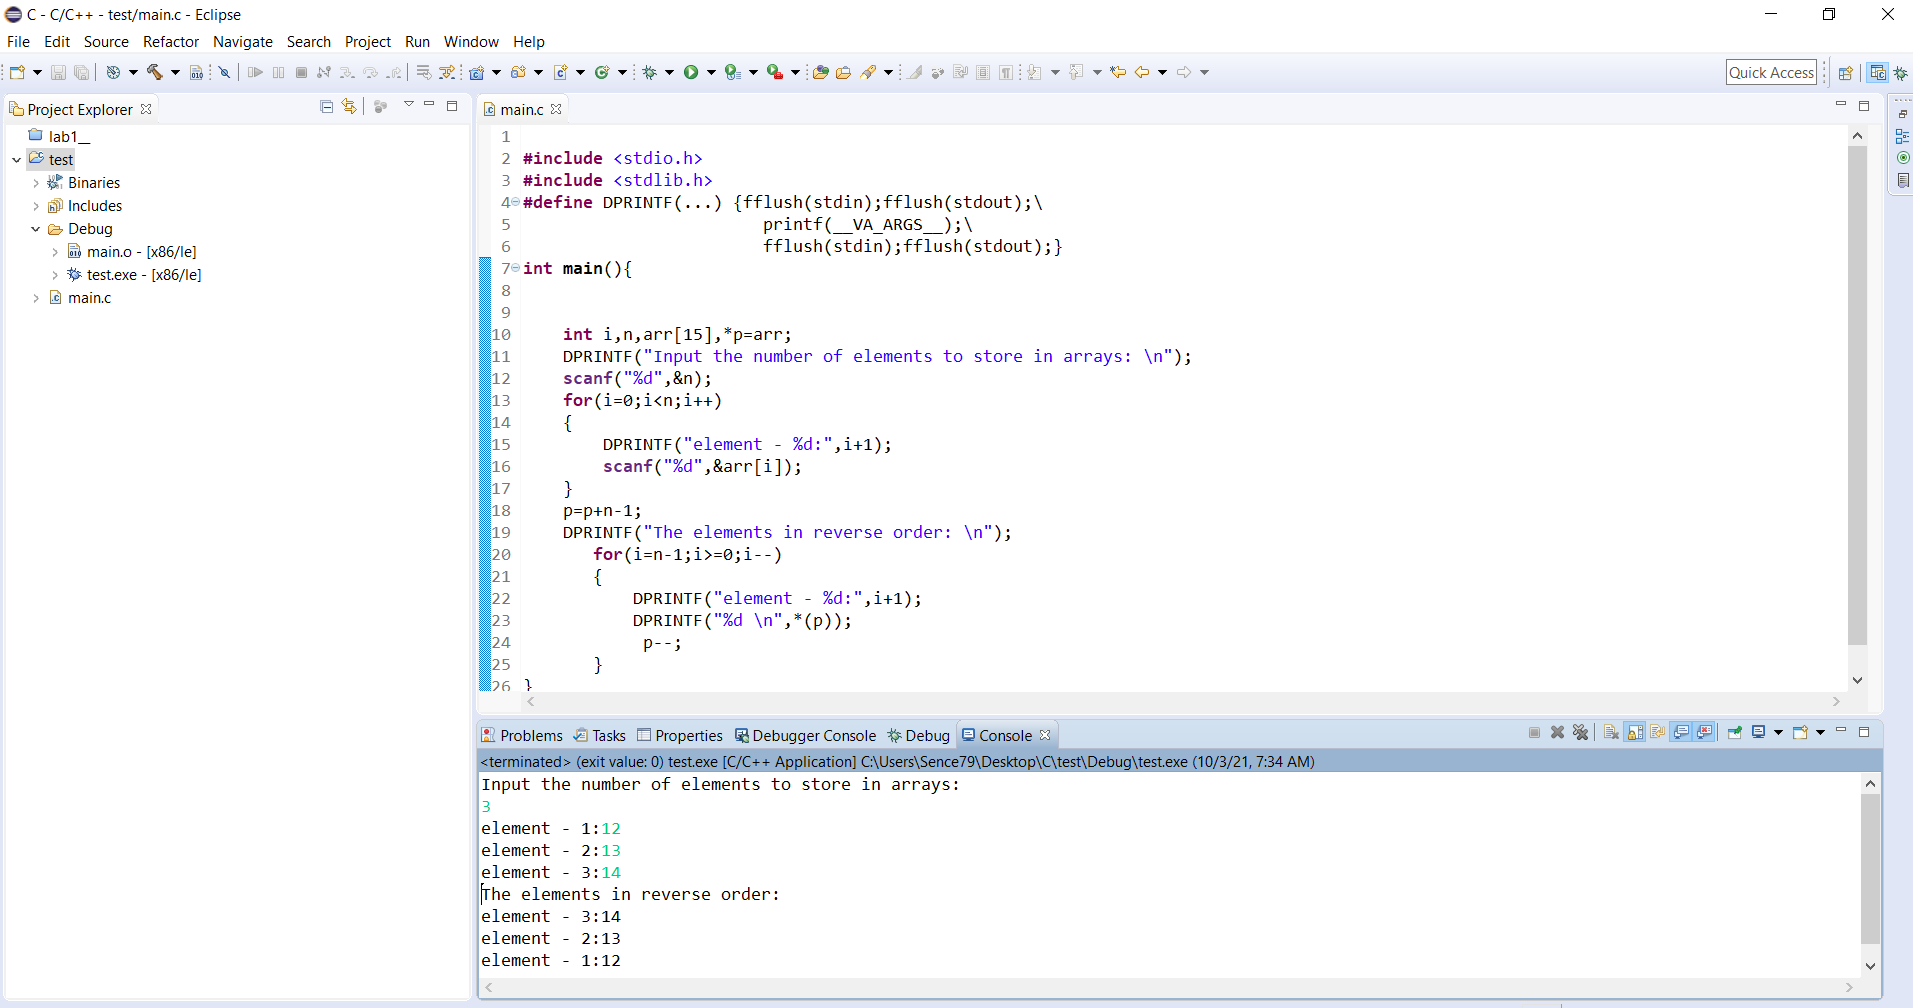 C - C/C++ - test/main.c - Eclipse
File Edit Source Refactor Navigate Search Project Run Window Help
Quick Access
Project Explorer
lab1__
test
Binaries
Includes
Debug
main.o - [x86/le]
test.exe - [x86/le]
main.c
main.c
1
2 #include <stdio.h>
3 #include <stdlib.h>
4 #define DPRINTF(...) {fflush(stdin);fflush(stdout);\
5 printf(__VA_ARGS__);\
6 fflush(stdin);fflush(stdout);}
7 int main(){
8
9
10 int i,n,arr[15],*p=arr;
11 DPRINTF("Input the number of elements to store in arrays: \n");
12 scanf("%d",&n);
13 for(i=0;i<n;i++)
14 {
15 DPRINTF("element - %d:",i+1);
16 scanf("%d",&arr[i]);
17 }
18 p=p+n-1;
19 DPRINTF("The elements in reverse order: \n");
20 for(i=n-1;i>=0;i--)
21 {
22 DPRINTF("element - %d:",i+1);
23 DPRINTF("%d \n",*(p));
24 p--;
25 }
26 }
Problems Tasks Properties Debugger Console Debug Console
<terminated> (exit value: 0) test.exe [C/C++ Application] C:\Users\Sence79\Desktop\C\test\Debug\test.exe (10/3/21, 7:34 AM)
Input the number of elements to store in arrays:
3
element - 1:12
element - 2:13
element - 3:14
The elements in reverse order:
element - 3:14
element - 2:13
element - 1:12